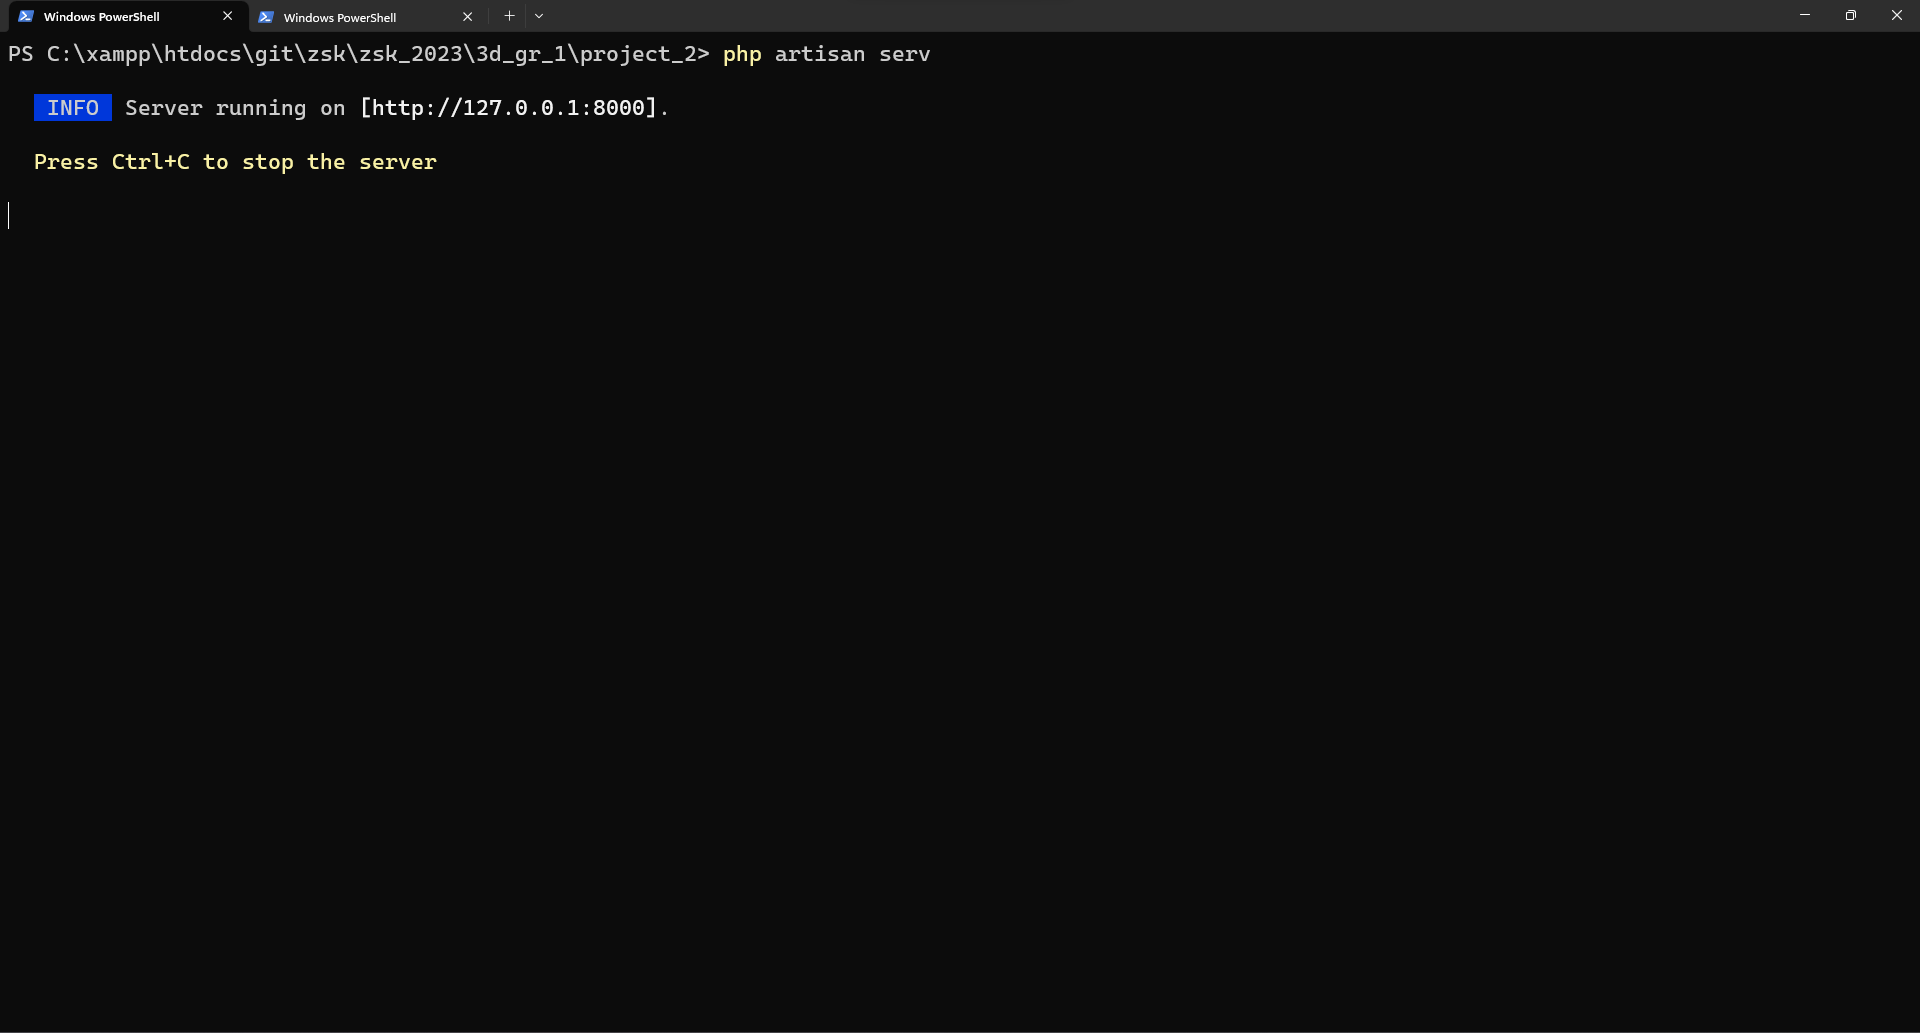 Windows PowerShell
Windows PowerShell
PS C:\xampp\htdocs\git\zsk\zsk_2023\3d_gr_1\project_2> php artisan serv
INFO Server running on [http://127.0.0.1:8000].
Press Ctrl+C to stop the server